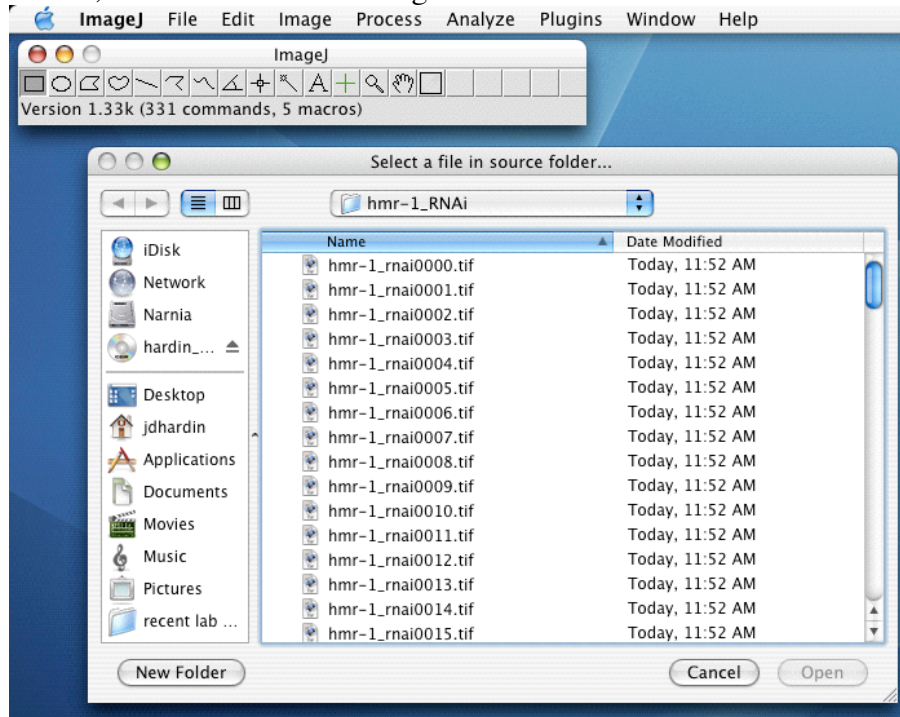 ImageJ File Edit Image Process Analyze Plugins Window Help
ImageJ
A
Version 1.33k (331 commands, 5 macros)
Select a file in source folder...
hmr-1_RNAi
iDisk
Network
Narnia
hardin_...
Desktop
jdhardin
Applications
Documents
Movies
Music
Pictures
recent lab ...
Name Date Modified
hmr-1_rnai0000.tif Today, 11:52 AM
hmr-1_rnai0001.tif Today, 11:52 AM
hmr-1_rnai0002.tif Today, 11:52 AM
hmr-1_rnai0003.tif Today, 11:52 AM
hmr-1_rnai0004.tif Today, 11:52 AM
hmr-1_rnai0005.tif Today, 11:52 AM
hmr-1_rnai0006.tif Today, 11:52 AM
hmr-1_rnai0007.tif Today, 11:52 AM
hmr-1_rnai0008.tif Today, 11:52 AM
hmr-1_rnai0009.tif Today, 11:52 AM
hmr-1_rnai0010.tif Today, 11:52 AM
hmr-1_rnai0011.tif Today, 11:52 AM
hmr-1_rnai0012.tif Today, 11:52 AM
hmr-1_rnai0013.tif Today, 11:52 AM
hmr-1_rnai0014.tif Today, 11:52 AM
hmr-1_rnai0015.tif Today, 11:52 AM
New Folder Cancel Open